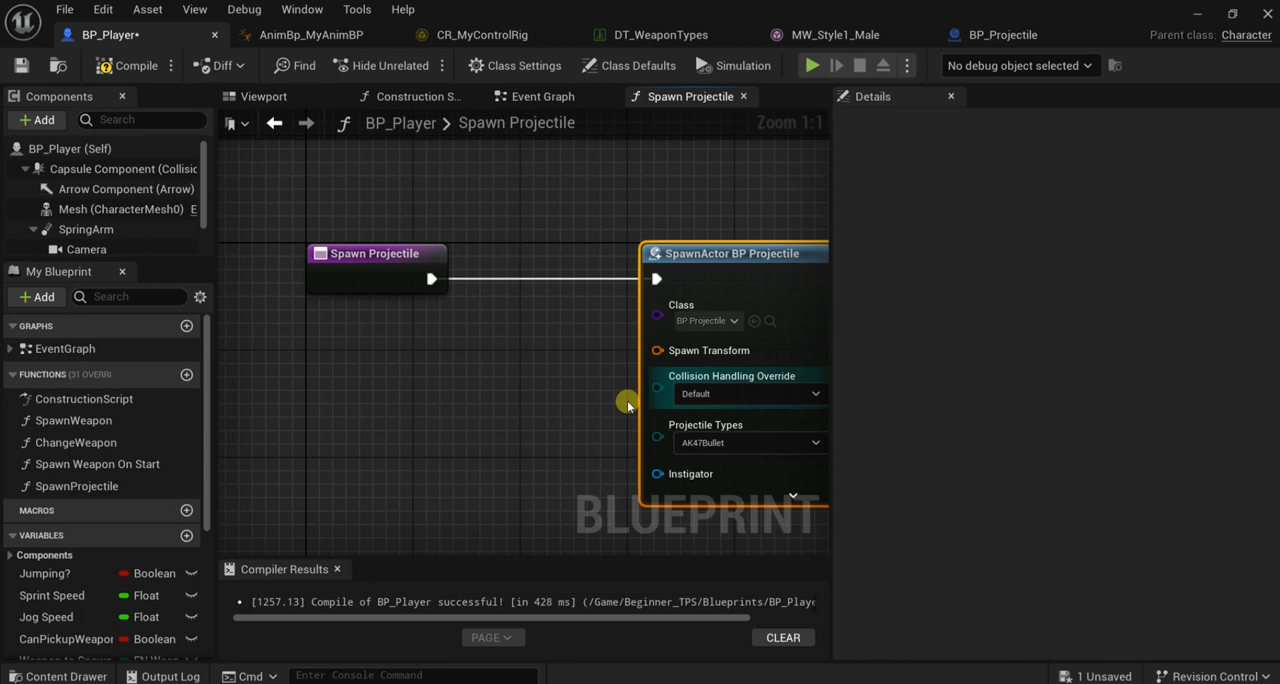 File Edit Asset View Debug Window Tools Help
BP_Player* AnimBp_MyAnimBP CR_MyControlRig DT_WeaponTypes MW_Style1_Male BP_Projectile Parent class: Character
Compile Diff Find Hide Unrelated Class Settings Class Defaults Simulation No debug object selected
Components Viewport Construction S... Event Graph Spawn Projectile Details
Add Search BP_Player Spawn Projectile Zoom 1:1
BP_Player (Self)
Capsule Component (Collisic
Arrow Component (Arrow)
Mesh (CharacterMesh0) E
SpringArm
Camera
My Blueprint
Add Search
GRAPHS
EventGraph
FUNCTIONS (31 OVERRI
ConstructionScript
SpawnWeapon
ChangeWeapon
Spawn Weapon On Start
SpawnProjectile
MACROS
VARIABLES
Components
Jumping? Boolean
Sprint Speed Float
Jog Speed Float
CanPickupWeapor Boolean
Spawn Projectile
SpawnActor BP Projectile
Class
BP Projectile
Spawn Transform
Collision Handling Override
Default
Projectile Types
AK47Bullet
Instigator
BLUEPRINT
Compiler Results
[1257.13] Compile of BP_Player successful! [in 428 ms] (/Game/Beginner_TPS/Blueprints/BP_Playe
PAGE CLEAR
Content Drawer Output Log Cmd Enter Console Command 1 Unsaved Revision Control